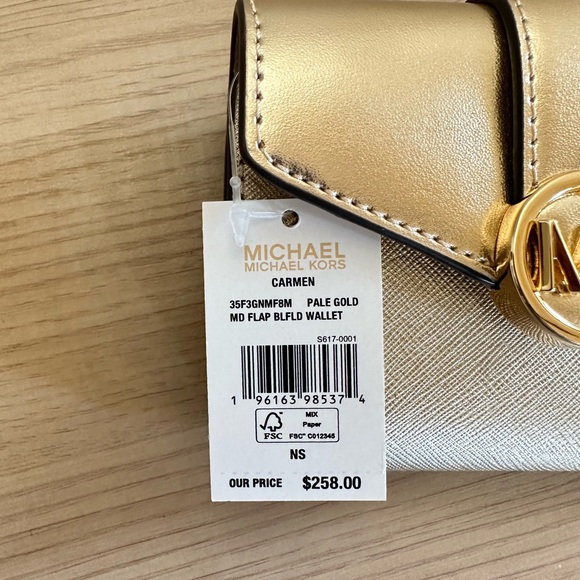 MICHAEL
MICHAEL KORS
CARMEN
35F3GNMF8M PALE GOLD
MD FLAP BLFLD WALLET
S617-0001
1 96163 98537 4
FSC
MIX
Paper
FSC™ C012345
NS
OUR PRICE $258.00